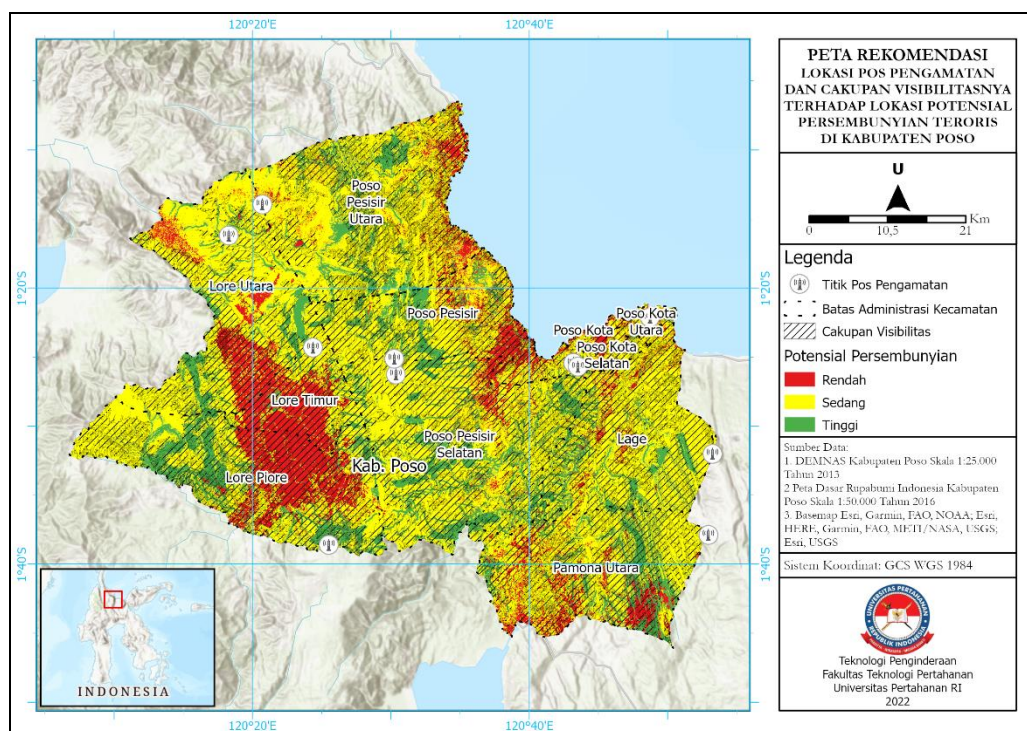 120°20'E
120°40'E
PETA REKOMENDASI
LOKASI POS PENGAMATAN
DAN CAKUPAN VISIBILITASNYA
TERHADAP LOKASI POTENSIAL
PERSEMBUNYIAN TERORIS
DI KABUPATEN POSO
U
Km
0
10,5
21
Legenda
Titik Pos Pengamatan
Batas Administrasi Kecamatan
Cakupan Visibilitas
Potensial Persembunyian
Rendah
Sedang
Tinggi
Sumber Data:
1. DEMNAS Kabupaten Poso Skala 1:25.000
Tahun 2013
2 Peta Dasar Rupabumi Indonesia Kabupaten
Poso Skala 1:50.000 Tahun 2016
3. Basemap Esri, Garmin, FAO, NOAA; Esri,
HERE, Garmin, FAO, METI/NASA, USGS;
Esri, USGS
Sistem Koordinat: GCS WGS 1984
UNIVERSITAS PERTAHANAN
REPUBLIK INDONESIA
Teknologi Penginderaan
Fakultas Teknologi Pertahanan
Universitas Pertahanan RI
2022
Poso
Pesisir
Utara
Lore Utara
Poso Pesisir
Poso Kota
Utara
Poso Kota
Poso Kota
Selatan
Lore Timur
Poso Pesisir
Selatan
Lage
Kab. Poso
Lore Piore
Pamona Utara
1°20'S
1°20'S
1°40'S
1°40'S
INDONESIA
120°20'E
120°40'E